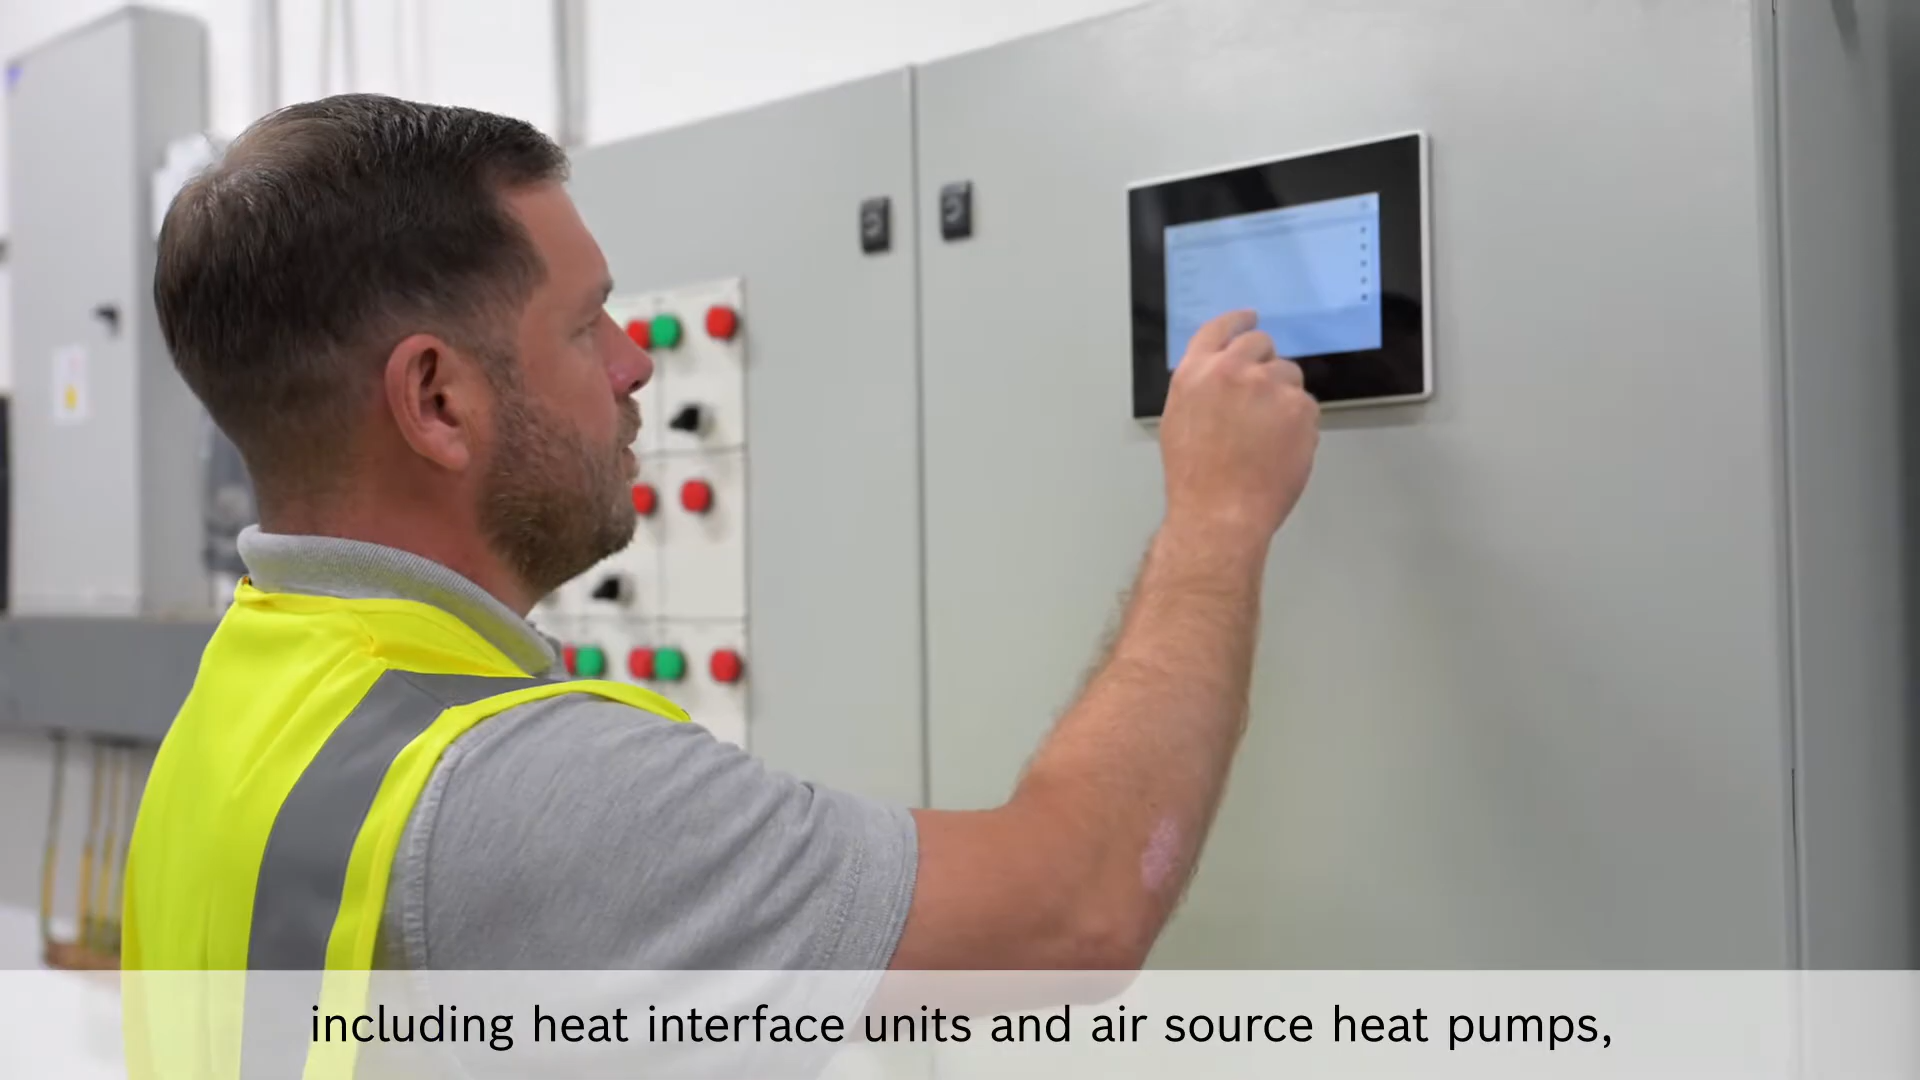 including heat interface units and air source heat pumps,